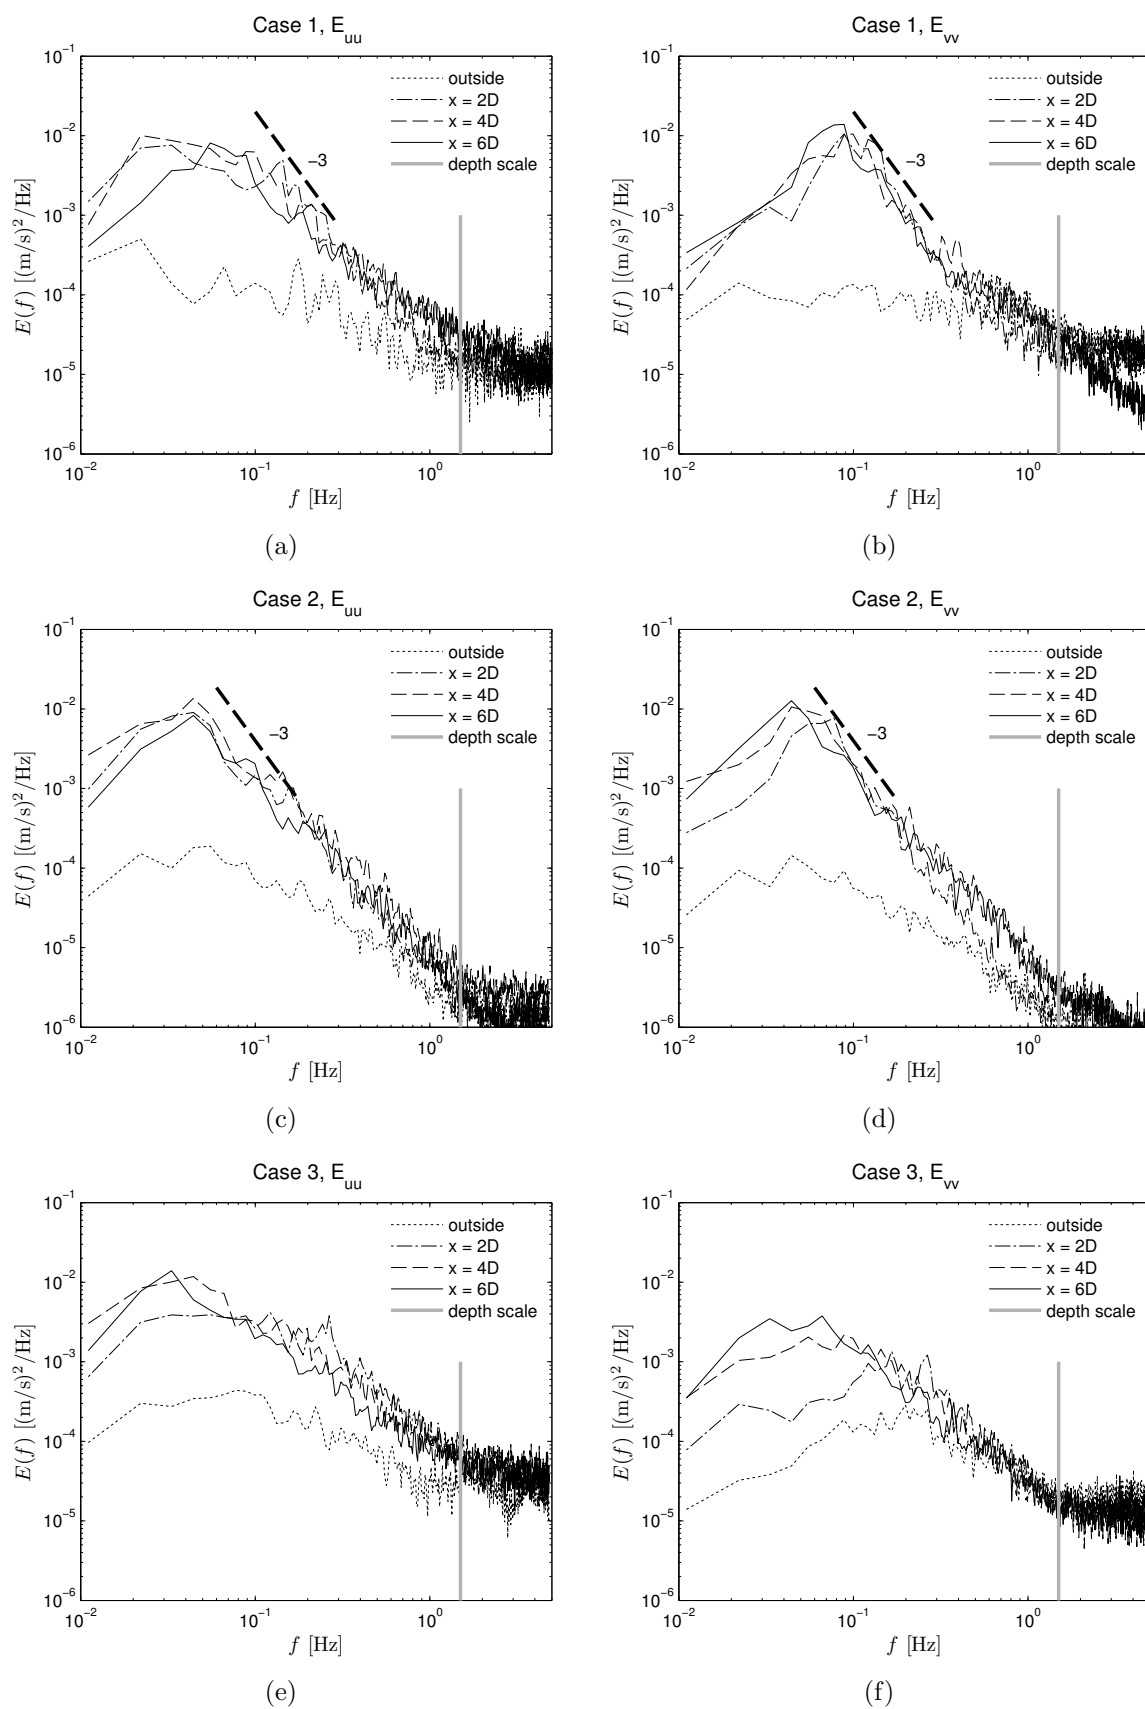 Case 1, E_uu
10^−1
10^−2
10^−3
10^−4
10^−5
10^−6
E(f) [(m/s)^2/Hz]
outside
x = 2D
x = 4D
x = 6D
depth scale
−3
10^−2 10^−1 10^0
f [Hz]
(a)
Case 1, E_vv
10^−1
10^−2
10^−3
10^−4
10^−5
10^−6
E(f) [(m/s)^2/Hz]
outside
x = 2D
x = 4D
x = 6D
depth scale
−3
10^−2 10^−1 10^0
f [Hz]
(b)
Case 2, E_uu
10^−1
10^−2
10^−3
10^−4
10^−5
10^−6
E(f) [(m/s)^2/Hz]
outside
x = 2D
x = 4D
x = 6D
depth scale
−3
10^−2 10^−1 10^0
f [Hz]
(c)
Case 2, E_vv
10^−1
10^−2
10^−3
10^−4
10^−5
10^−6
E(f) [(m/s)^2/Hz]
outside
x = 2D
x = 4D
x = 6D
depth scale
−3
10^−2 10^−1 10^0
f [Hz]
(d)
Case 3, E_uu
10^−1
10^−2
10^−3
10^−4
10^−5
10^−6
E(f) [(m/s)^2/Hz]
outside
x = 2D
x = 4D
x = 6D
depth scale
10^−2 10^−1 10^0
f [Hz]
(e)
Case 3, E_vv
10^−1
10^−2
10^−3
10^−4
10^−5
10^−6
E(f) [(m/s)^2/Hz]
outside
x = 2D
x = 4D
x = 6D
depth scale
10^−2 10^−1 10^0
f [Hz]
(f)